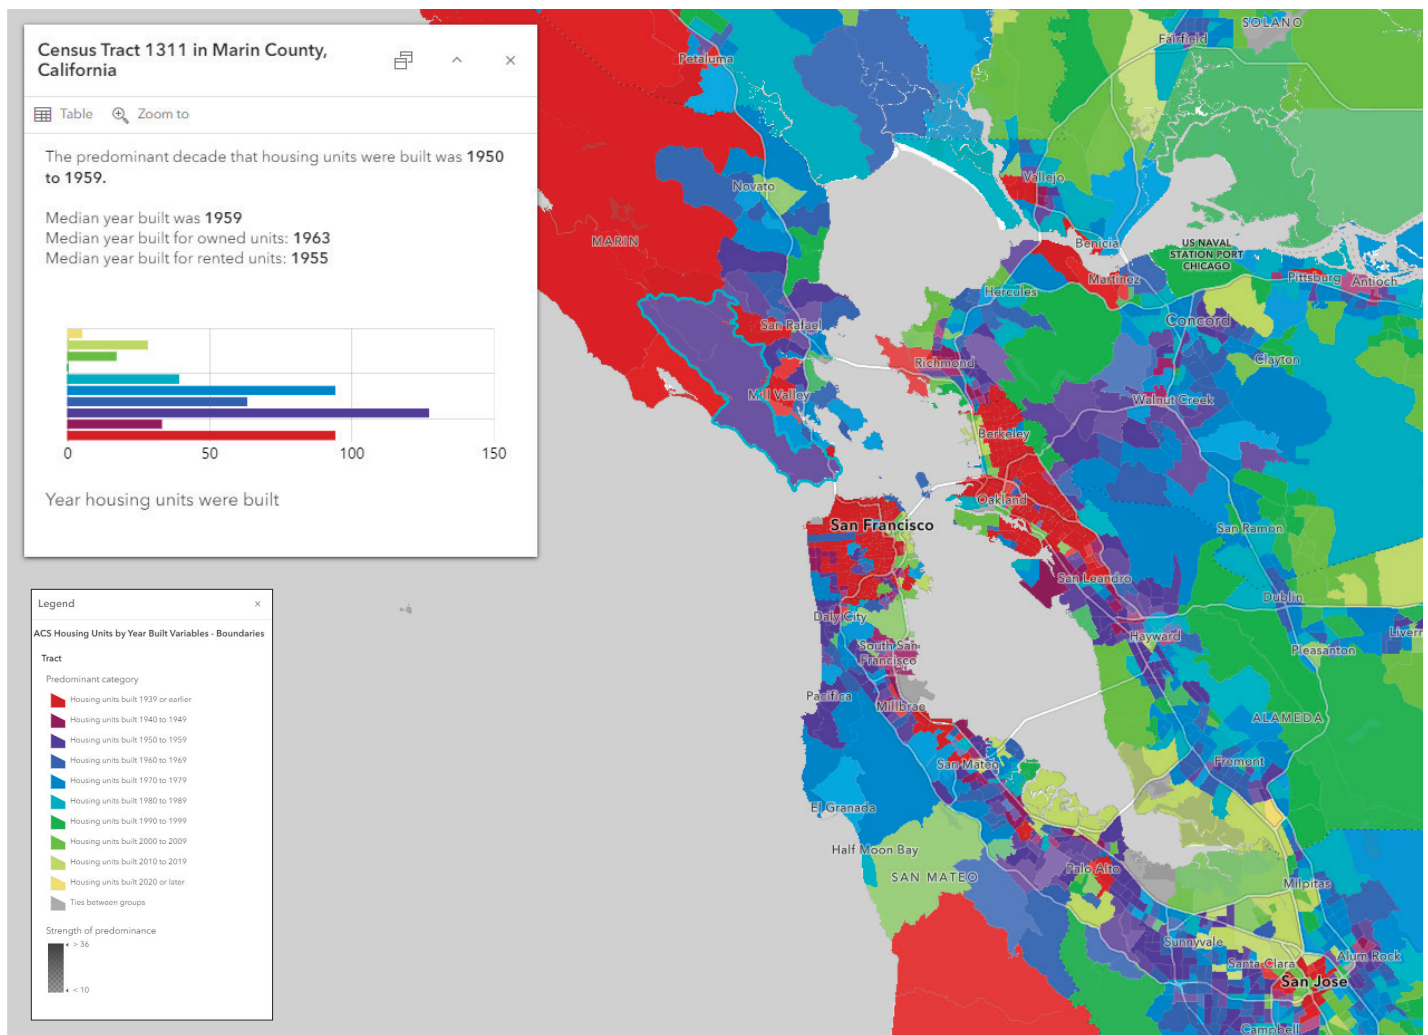 Census Tract 1311 in Marin County,
California
Table
Zoom to
The predominant decade that housing units were built was 1950
to 1959.
Median year built was 1959
Median year built for owned units: 1963
Median year built for rented units: 1955
0
50
100
150
Year housing units were built
Legend
ACS Housing Units by Year Built Variables - Boundaries
Tract
Predominant category
Housing units built 1939 or earlier
Housing units built 1940 to 1949
Housing units built 1950 to 1959
Housing units built 1960 to 1969
Housing units built 1970 to 1979
Housing units built 1980 to 1989
Housing units built 1990 to 1999
Housing units built 2000 to 2009
Housing units built 2010 to 2019
Housing units built 2020 or later
Ties between groups
Strength of predominance
> 36
< 10
SOLANO
Fairfield
Petaluma
Vallejo
Novato
MARIN
Benicia
US NAVAL
STATION PORT
CHICAGO
Martinez
Pittsburg
Antioch
Hercules
Concord
San Rafael
Richmond
Clayton
Mill Valley
Walnut Creek
Berkeley
Oakland
San Francisco
San Ramon
San Leandro
Dublin
Daly City
Hayward
Liverm
Pleasanton
South San
Francisco
Pacifica
Millbrae
ALAMEDA
San Mateo
Fremont
El Granada
Half Moon Bay
SAN MATEO
Palo Alto
Milpitas
Sunnyvale
Santa Clara
Alum Rock
San Jose
Campbell